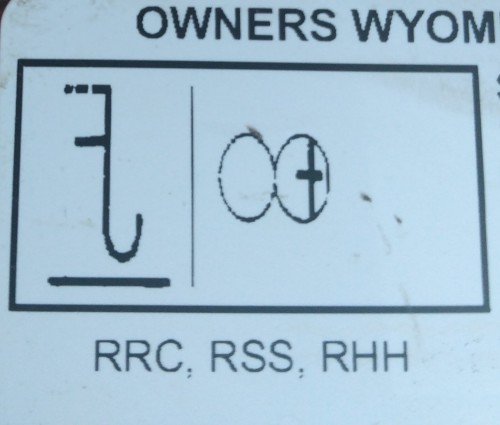 OWNERS WYOM
RRC, RSS, RHH